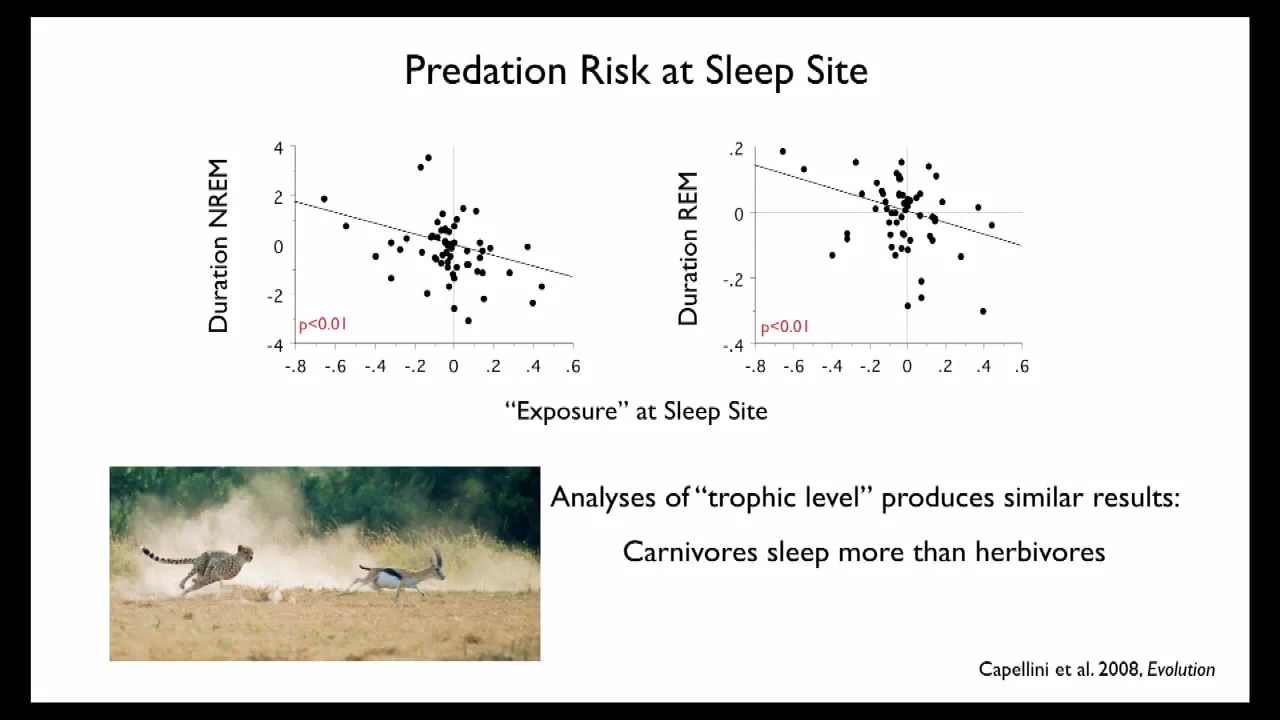 Predation Risk at Sleep Site
Duration NREM
4
2
0
-2
-4
p<0.01
-.8 -.6 -.4 -.2 0 .2 .4 .6
Duration REM
.2
0
-.2
-.4
p<0.01
-.8 -.6 -.4 -.2 0 .2 .4 .6
“Exposure” at Sleep Site
Analyses of “trophic level” produces similar results:
Carnivores sleep more than herbivores
Capellini et al. 2008, Evolution